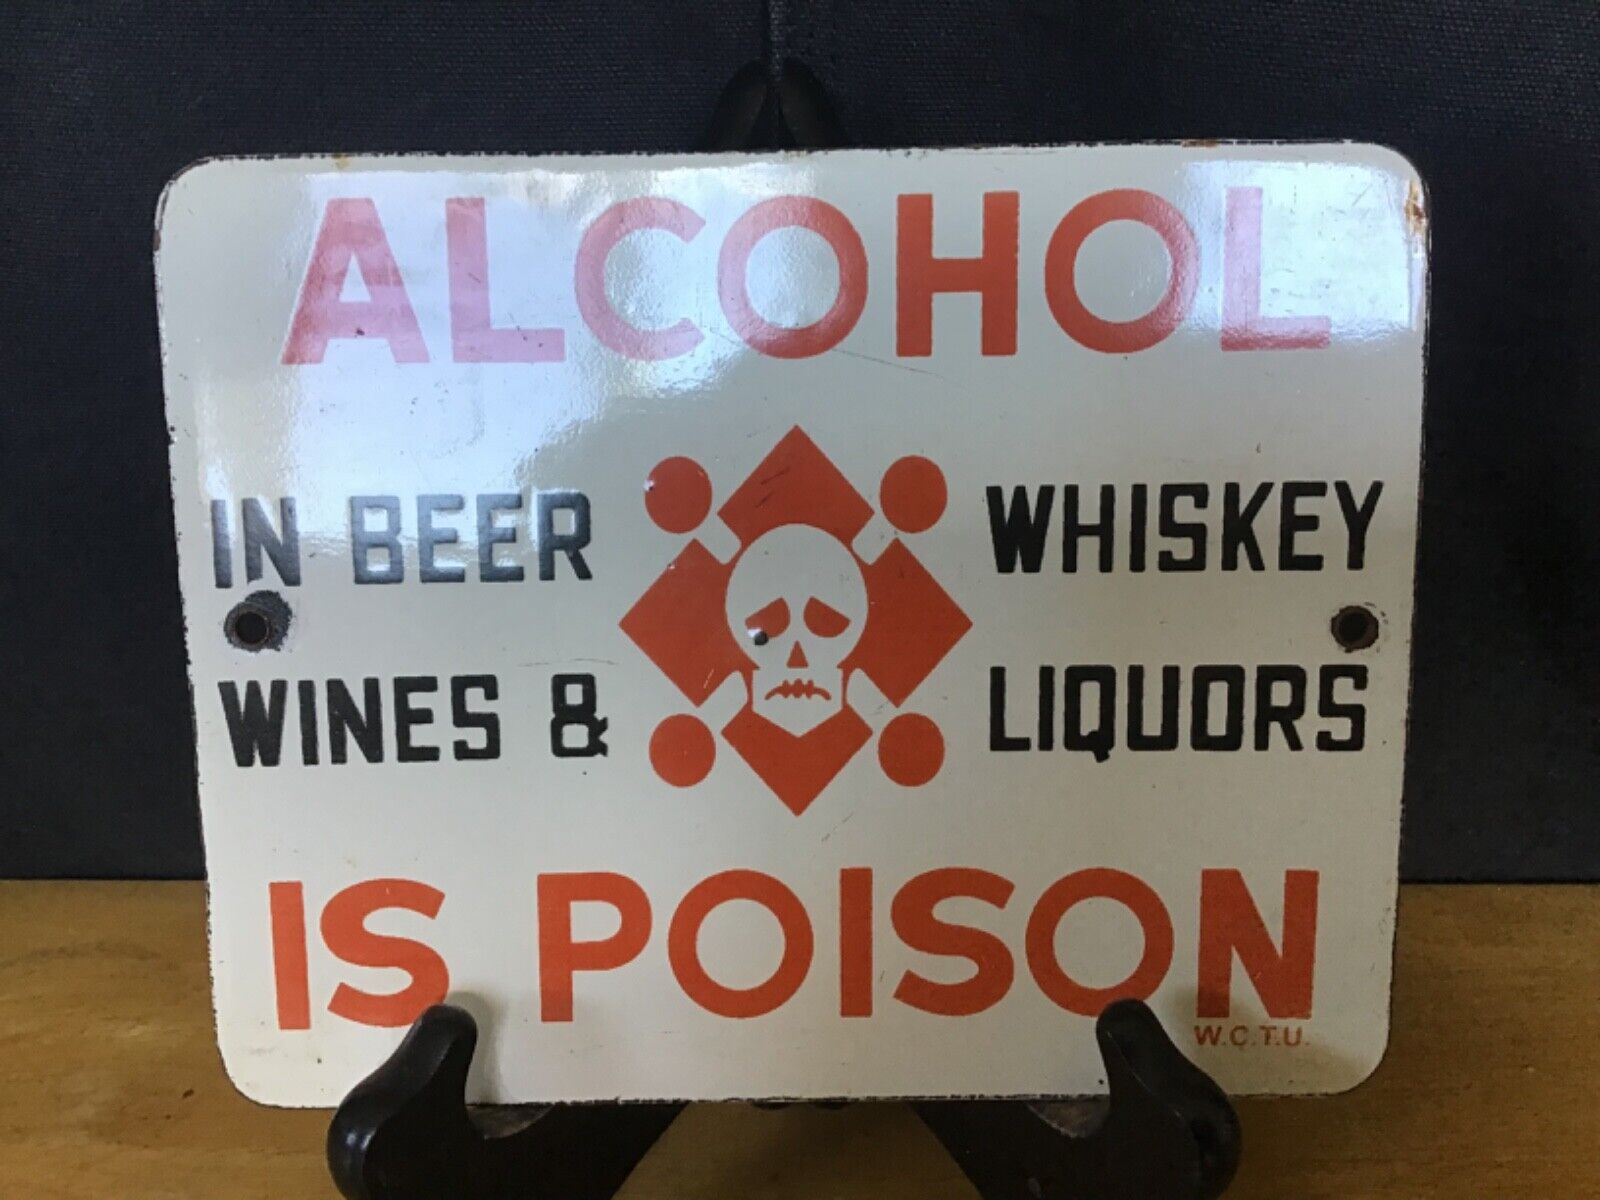 ALCOHOL
IN BEER WHISKEY
WINES & LIQUORS
IS POISON
W.C.T.U.